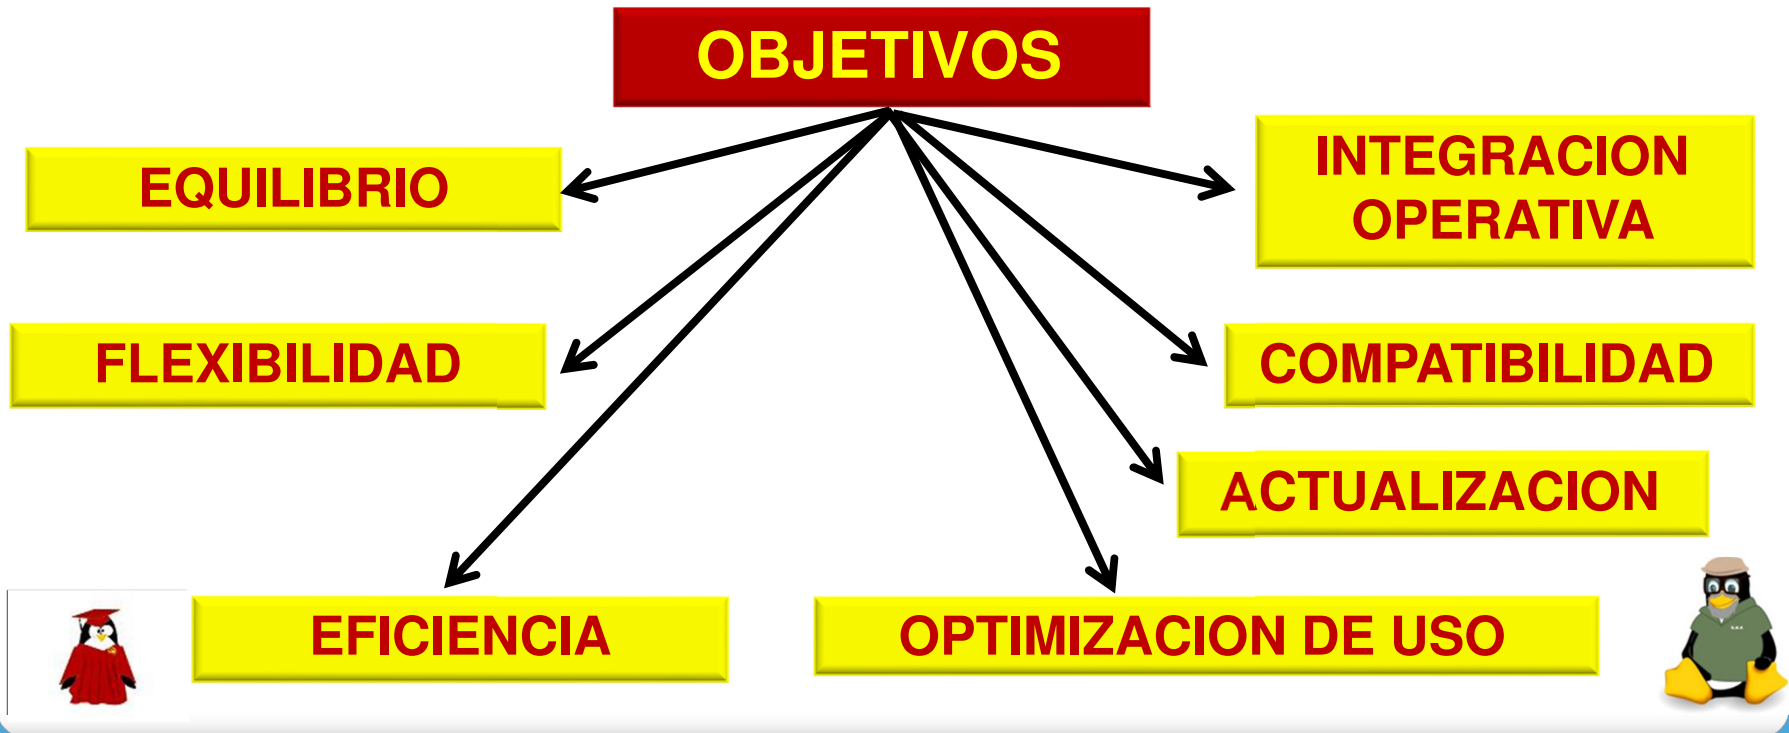 OBJETIVOS
EQUILIBRIO
INTEGRACION
OPERATIVA
FLEXIBILIDAD
COMPATIBILIDAD
ACTUALIZACION
EFICIENCIA
OPTIMIZACION DE USO